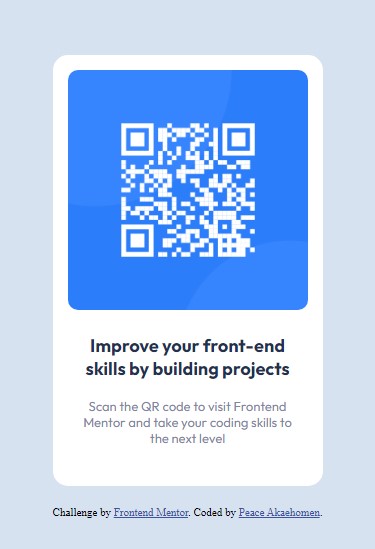 Improve your front-end
skills by building projects
Scan the QR code to visit Frontend
Mentor and take your coding skills to
the next level
Challenge by Frontend Mentor. Coded by Peace Akaehomen.